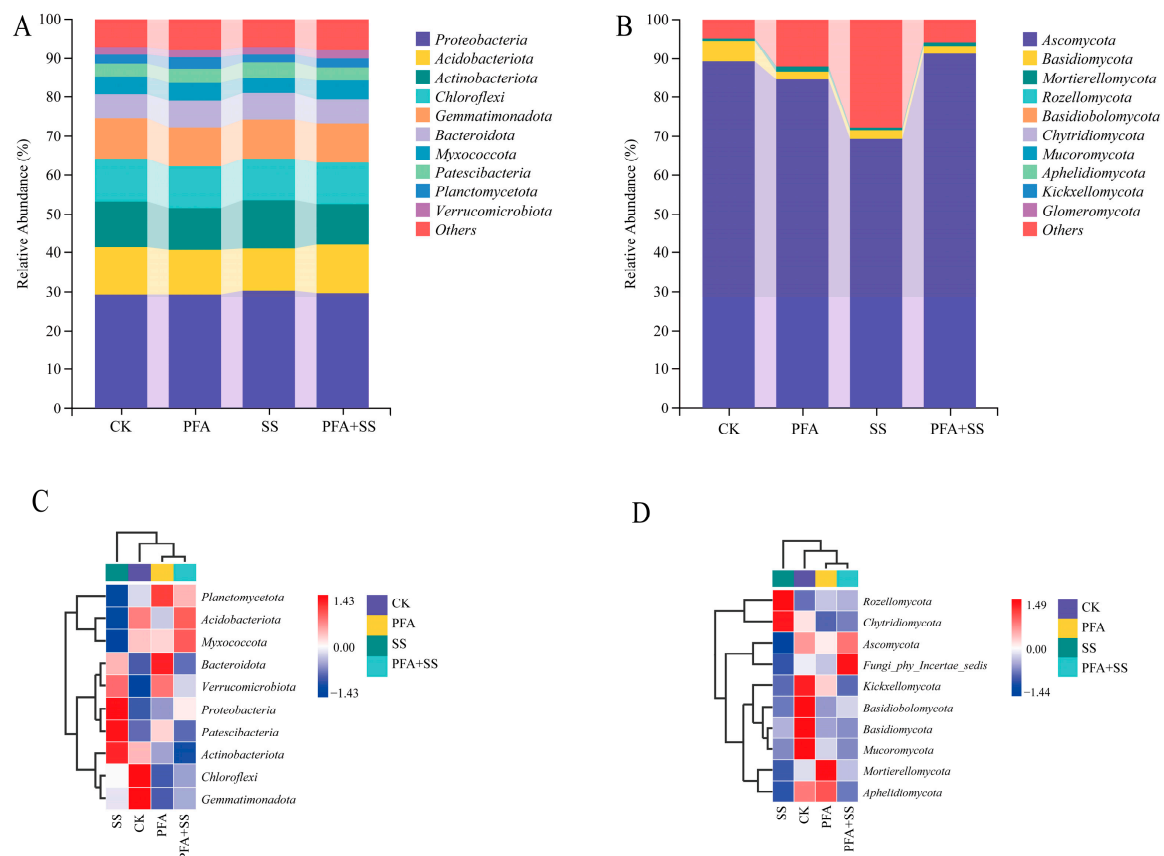 A
100
90
80
70
60
50
40
30
20
10
0
Relative Abundance (%)
CK
PFA
SS
PFA+SS
Proteobacteria
Acidobacteriota
Actinobacteriota
Chloroflexi
Gemmatimonadota
Bacteroidota
Myxococcota
Patescibacteria
Planctomycetota
Verrucomicrobiota
Others
B
100
90
80
70
60
50
40
30
20
10
0
Relative Abundance (%)
CK
PFA
SS
PFA+SS
Ascomycota
Basidiomycota
Mortierellomycota
Rozellomycota
Basidiobolomycota
Chytridiomycota
Mucoromycota
Aphelidiomycota
Kickxellomycota
Glomeromycota
Others
C
Planctomycetota
Acidobacteriota
Myxococcota
Bacteroidota
Verrucomicrobiota
Proteobacteria
Patescibacteria
Actinobacteriota
Chloroflexi
Gemmatimonadota
SS
CK
PFA
PFA+SS
1.43
0.00
−1.43
CK
PFA
SS
PFA+SS
D
Rozellomycota
Chytridiomycota
Ascomycota
Fungi_phy_Incertae_sedis
Kickxellomycota
Basidiobolomycota
Basidiomycota
Mucoromycota
Mortierellomycota
Aphelidiomycota
SS
CK
PFA
PFA+SS
1.49
0.00
−1.44
CK
PFA
SS
PFA+SS